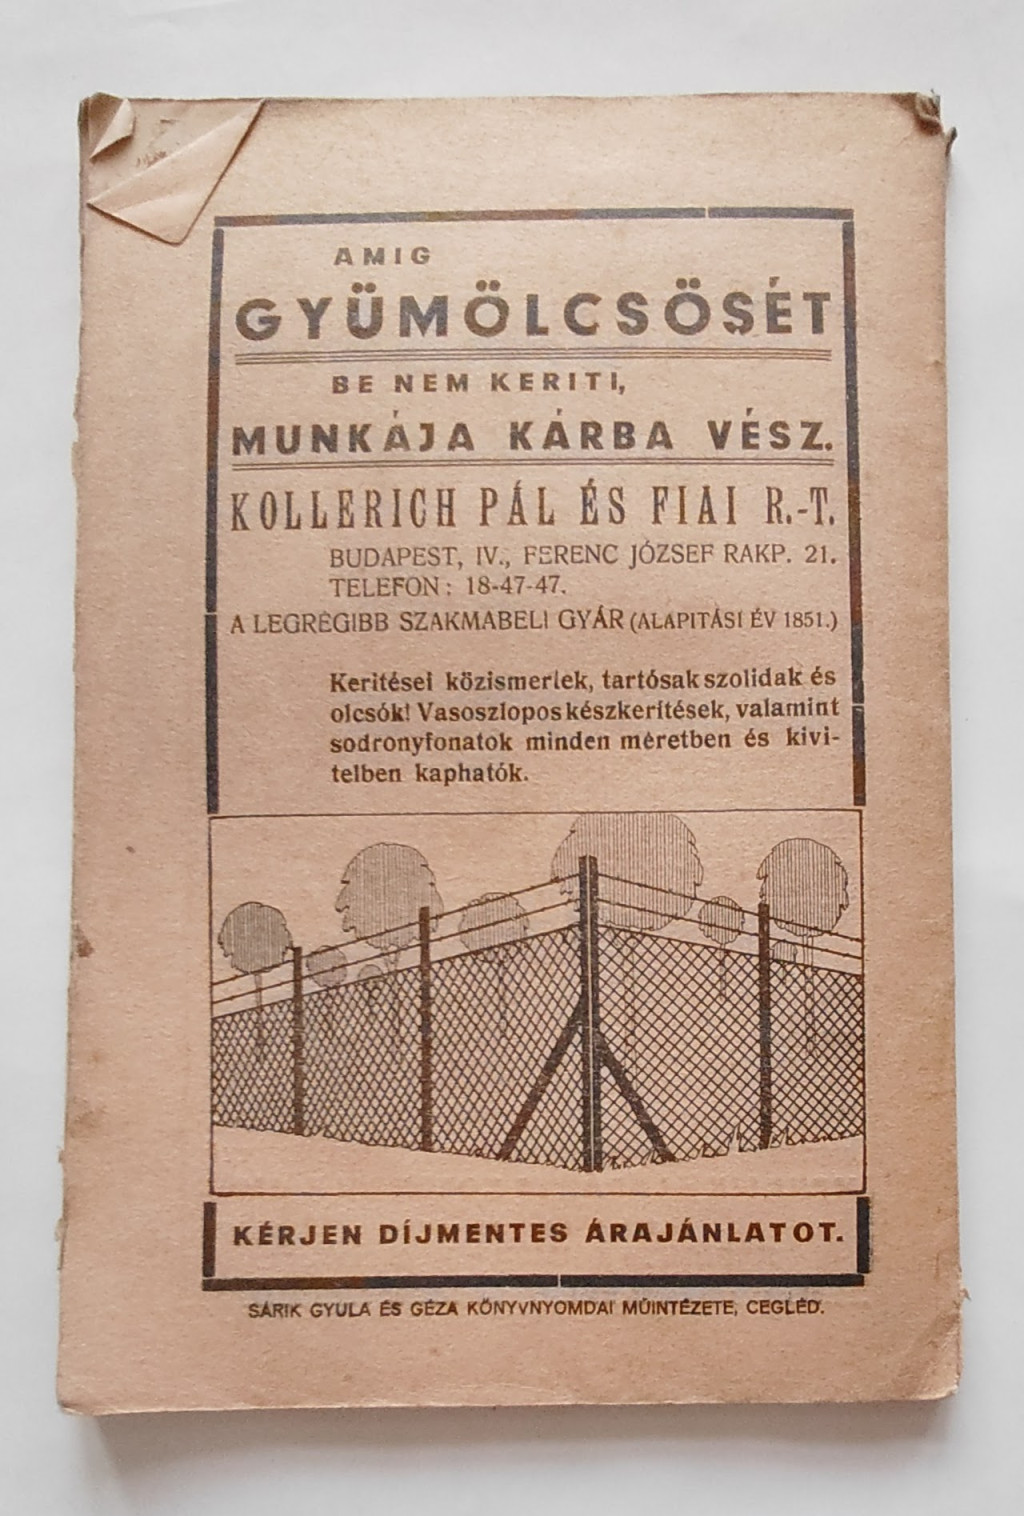 AMIG
GYÜMÖLCSÖSÉT
BE NEM KERITI,
MUNKÁJA KÁRBA VÉSZ.
KOLLERICH PÁL ÉS FIAI R.-T.
BUDAPEST, IV., FERENC JÓZSEF RAKP. 21.
TELEFON: 18-47-47.
A LEGRÉGIBB SZAKMABELI GYÁR (ALAPITÁSI ÉV 1851.)
Keritései közismertek, tartósak szolidak és
olcsók! Vasoszlopos készkeritések, valamint
sodronyfonatok minden méretben és kivi-
telben kaphatók.
KÉRJEN DÍJMENTES ÁRAJÁNLATOT.
SÁRIK GYULA ÉS GÉZA KÖNYVNYOMDAI MŰINTÉZETE, CEGLÉD.